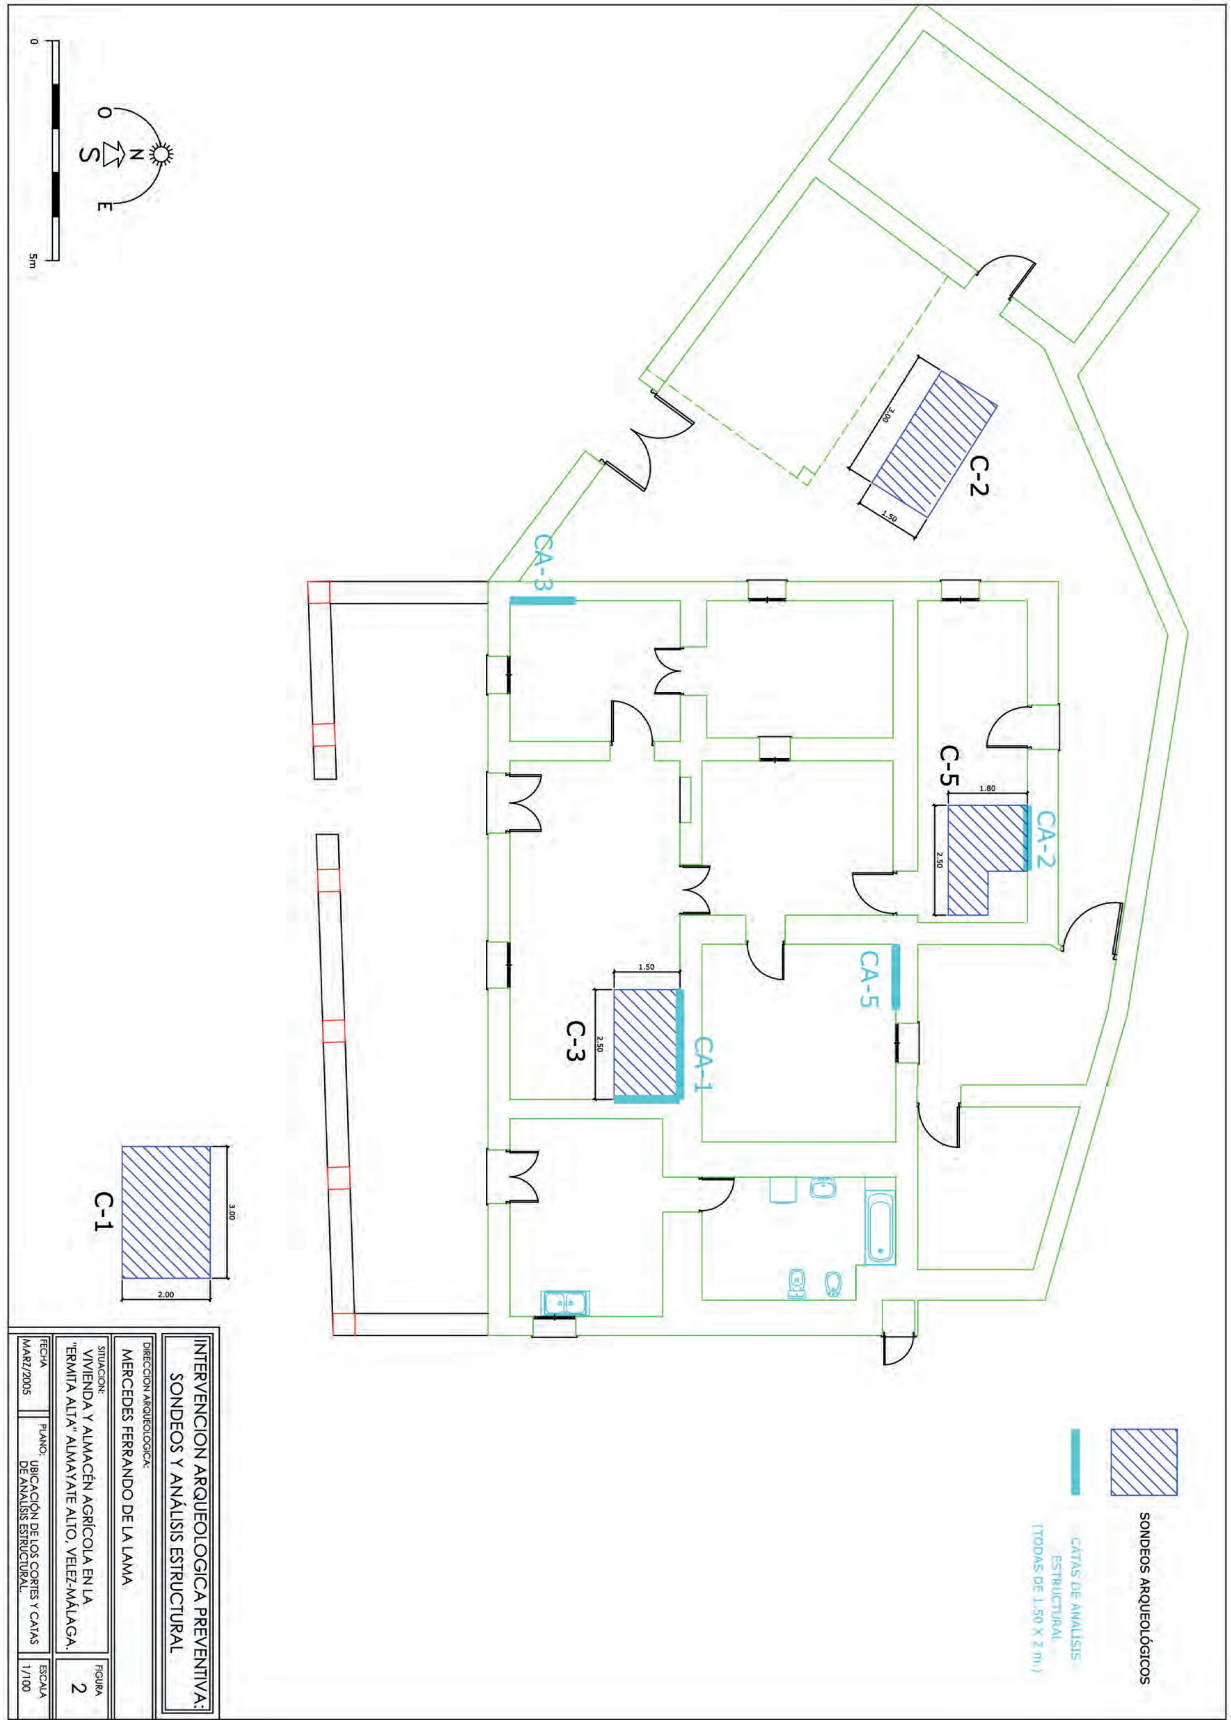 SONDEOS ARQUEOLÓGICOS
CATAS DE ANÁLISIS
ESTRUCTURAL
(TODAS DE 1.50 X 2 m.)
C-2
3.00
1.50
CA-3
C-5
1.80
2.50
CA-2
CA-5
C-3
1.50
2.50
CA-1
C-1
3.00
2.00
O
N
S
E
0
5m
INTERVENCION ARQUEOLOGICA PREVENTIVA:
SONDEOS Y ANÁLISIS ESTRUCTURAL
DIRECCION ARQUEOLOGICA:
MERCEDES FERRANDO DE LA LAMA
SITUACION:
VIVIENDA Y ALMACÉN AGRÍCOLA EN LA
"ERMITA ALTA" ALMAYATE ALTO, VELEZ-MÁLAGA.
FIGURA
2
FECHA
MARZ/2005
PLANO:
UBICACIÓN DE LOS CORTES Y CATAS
DE ANALISIS ESTRUCTURAL.
ESCALA
1/100